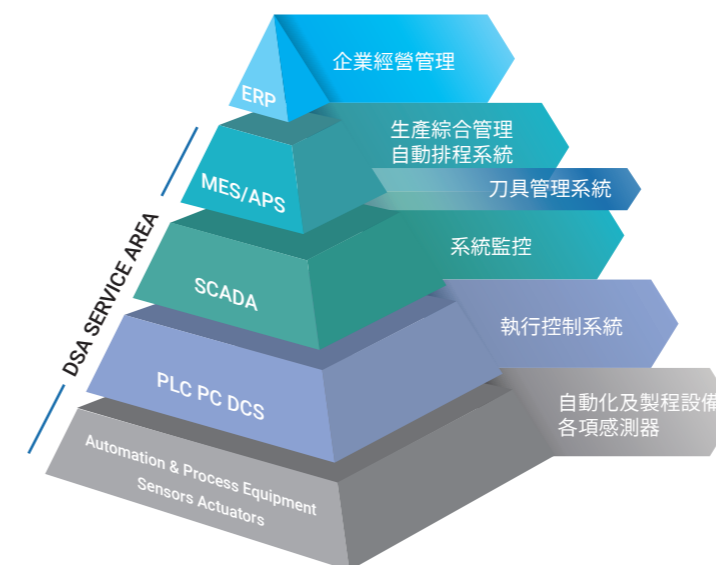 ERP
企業經營管理
MES/APS
生產綜合管理
自動排程系統
刀具管理系統
SCADA
系統監控
PLC PC DCS
執行控制系統
Automation & Process Equipment
Sensors Actuators
自動化及製程設備
各項感測器
DSA SERVICE AREA